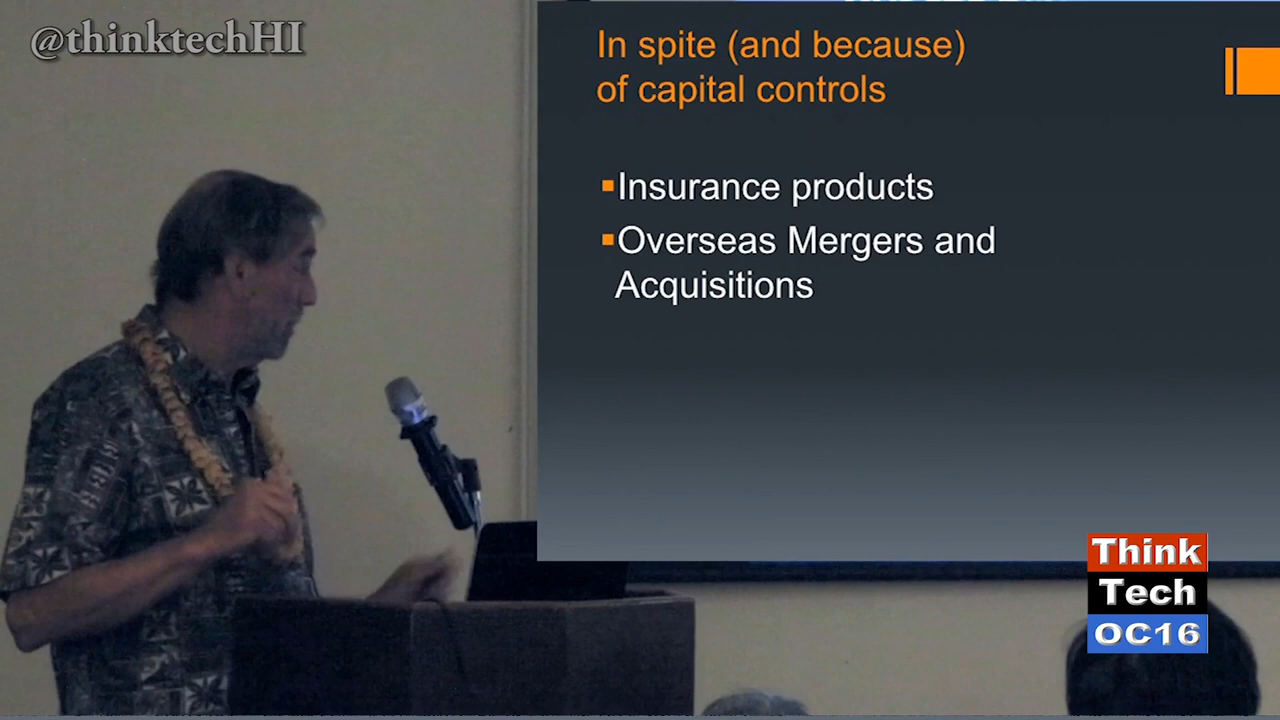 @thinktechHI
In spite (and because)
of capital controls
▪Insurance products
▪Overseas Mergers and
Acquisitions
Think
Tech
OC16